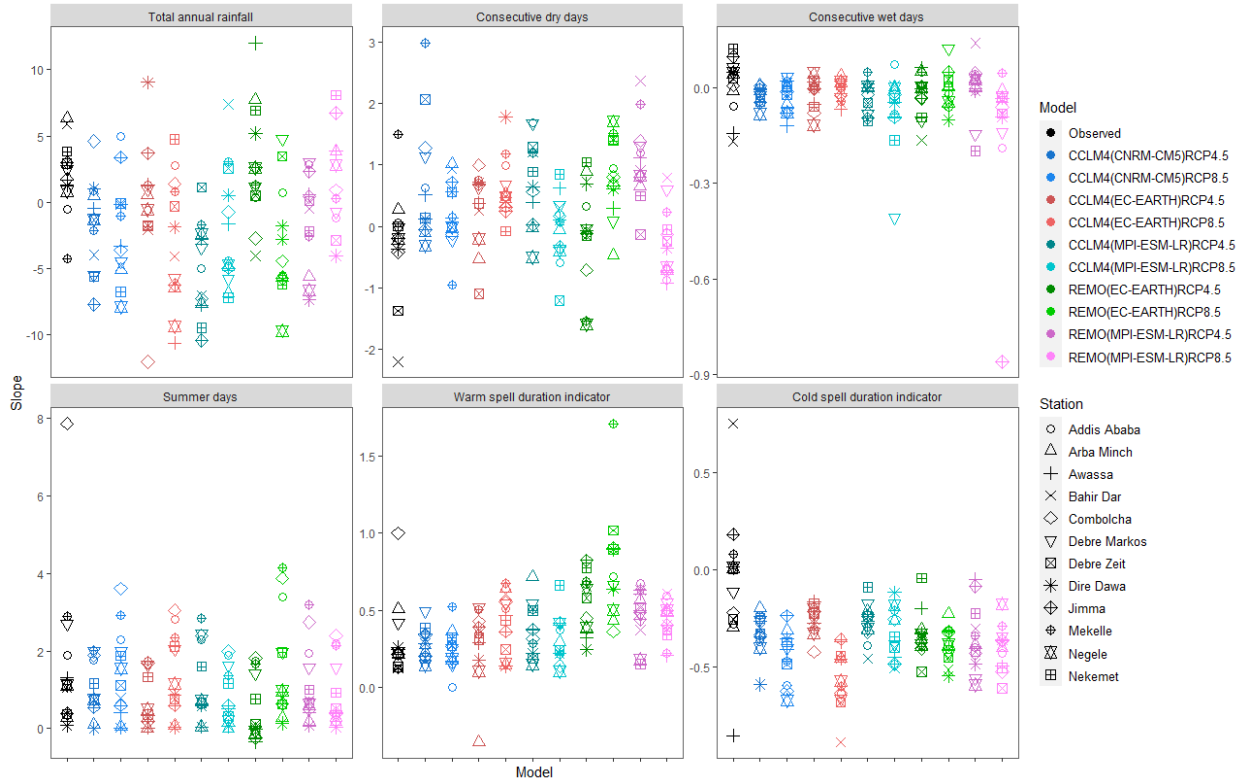 Total annual rainfall
Consecutive dry days
Consecutive wet days
10
5
0
-5
-10
3
2
1
0
-1
-2
0.0
-0.3
-0.6
-0.9
Slope
Summer days
Warm spell duration indicator
Cold spell duration indicator
8
6
4
2
0
1.5
1.0
0.5
0.0
0.5
0.0
-0.5
Model
Model
Observed
CCLM4(CNRM-CM5)RCP4.5
CCLM4(CNRM-CM5)RCP8.5
CCLM4(EC-EARTH)RCP4.5
CCLM4(EC-EARTH)RCP8.5
CCLM4(MPI-ESM-LR)RCP4.5
CCLM4(MPI-ESM-LR)RCP8.5
REMO(EC-EARTH)RCP4.5
REMO(EC-EARTH)RCP8.5
REMO(MPI-ESM-LR)RCP4.5
REMO(MPI-ESM-LR)RCP8.5
Station
Addis Ababa
Arba Minch
Awassa
Bahir Dar
Combolcha
Debre Markos
Debre Zeit
Dire Dawa
Jimma
Mekelle
Negele
Nekemet